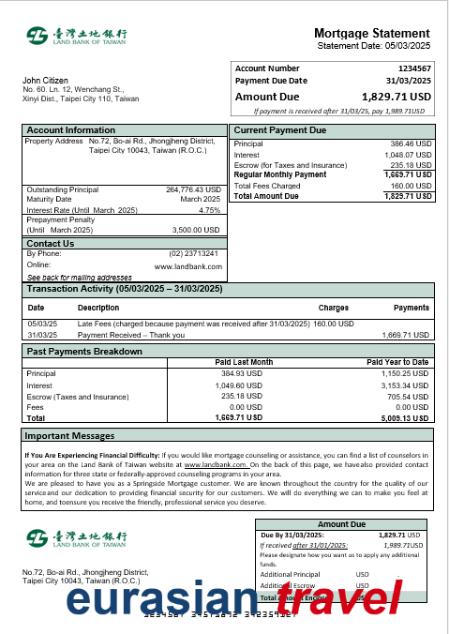 臺灣土地銀行
LAND BANK OF TAIWAN
Mortgage Statement
Statement Date: 05/03/2025
John Citizen
No. 60. Ln. 12, Wenchang St.,
Xinyi Dist., Taipei City 110, Taiwan
Account Number 1234567
Payment Due Date 31/03/2025
Amount Due 1,829.71 USD
If payment is received after 31/03/25, pay 1,989.71USD
Account Information
Property Address No.72, Bo-ai Rd., Jhongjheng District,
Taipei City 10043, Taiwan (R.O.C.)
Outstanding Principal 264,776.43 USD
Maturity Date March 2025
Interest Rate (Until March 2025) 4.75%
Prepayment Penalty
(Until March 2025) 3,500.00 USD
Contact Us
By Phone: (02) 23713241
Online: www.landbank.com
See back for mailing addresses
Current Payment Due
Principal 386.46 USD
Interest 1,048.07 USD
Escrow (for Taxes and Insurance) 235.18 USD
Regular Monthly Payment 1,669.71 USD
Total Fees Charged 160.00 USD
Total Amount Due 1,829.71 USD
Transaction Activity (05/03/2025 – 31/03/2025)
Date Description Charges Payments
05/03/25 Late Fees (charged because payment was received after 31/03/2025) 160.00 USD
31/03/25 Payment Received – Thank you 1,669.71 USD
Past Payments Breakdown
Paid Last Month Paid Year to Date
Principal 384.93 USD 1,150.25 USD
Interest 1,049.60 USD 3,153.34 USD
Escrow (Taxes and Insurance) 235.18 USD 705.54 USD
Fees 0.00 USD 0.00 USD
Total 1,669.71 USD 5,009.13 USD
Important Messages
If You Are Experiencing Financial Difficulty: If you would like mortgage counseling or assistance, you can find a list of counselors in
your area on the Land Bank of Taiwan website at www.landbank.com. On the back of this page, we havealso provided contact
information for three state or federally-approved counseling programs in your area.
We are pleased to have you as a Springside Mortgage customer. We are known throughout the country for the quality of our
serviceand our dedication to providing financial security for our customers. We will do everything we can to make you feel at
home, and toensure you receive the friendly, professional service you deserve.
臺灣土地銀行
LAND BANK OF TAIWAN
No.72, Bo-ai Rd., Jhongjheng District,
Taipei City 10043, Taiwan (R.O.C.)
Amount Due
Due By 31/03/2025: 1,829.71 USD
If received after 31/01/2025: 1,989.71USD
Please designate how you want us to apply any additional
funds.
Additional Principal USD
Additional Escrow USD
Total
eurasian travel